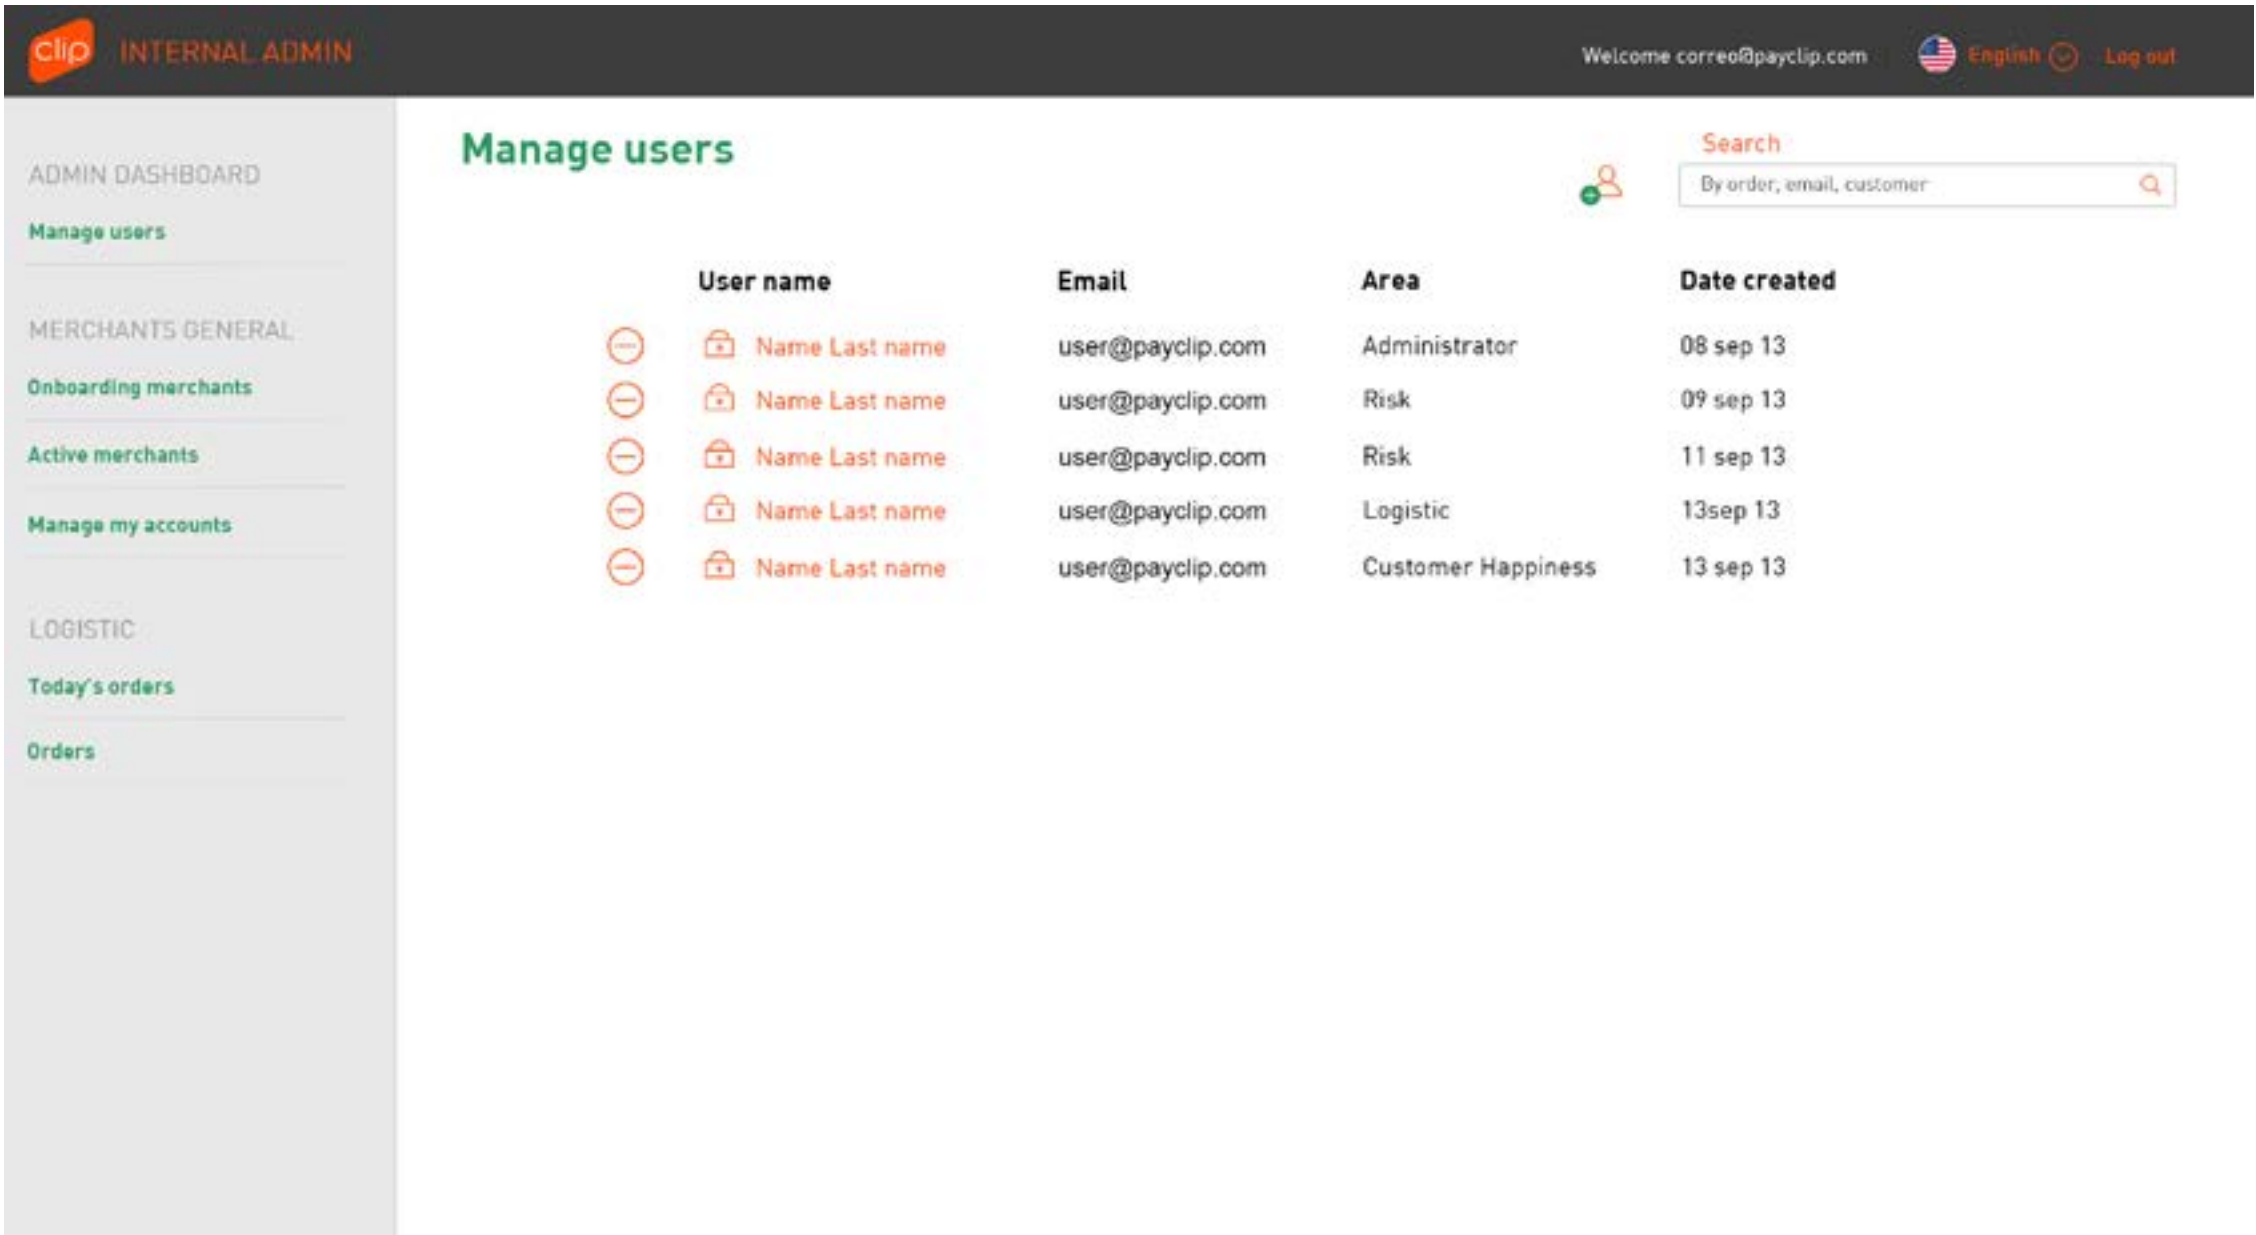 clip INTERNAL ADMIN
Welcome correo@payclip.com English Log out
ADMIN DASHBOARD
Manage users
MERCHANTS GENERAL
Onboarding merchants
Active merchants
Manage my accounts
LOGISTIC
Today's orders
Orders
Manage users
Search
By order, email, customer
User name Email Area Date created
Name Last name user@payclip.com Administrator 08 sep 13
Name Last name user@payclip.com Risk 09 sep 13
Name Last name user@payclip.com Risk 11 sep 13
Name Last name user@payclip.com Logistic 13sep 13
Name Last name user@payclip.com Customer Happiness 13 sep 13